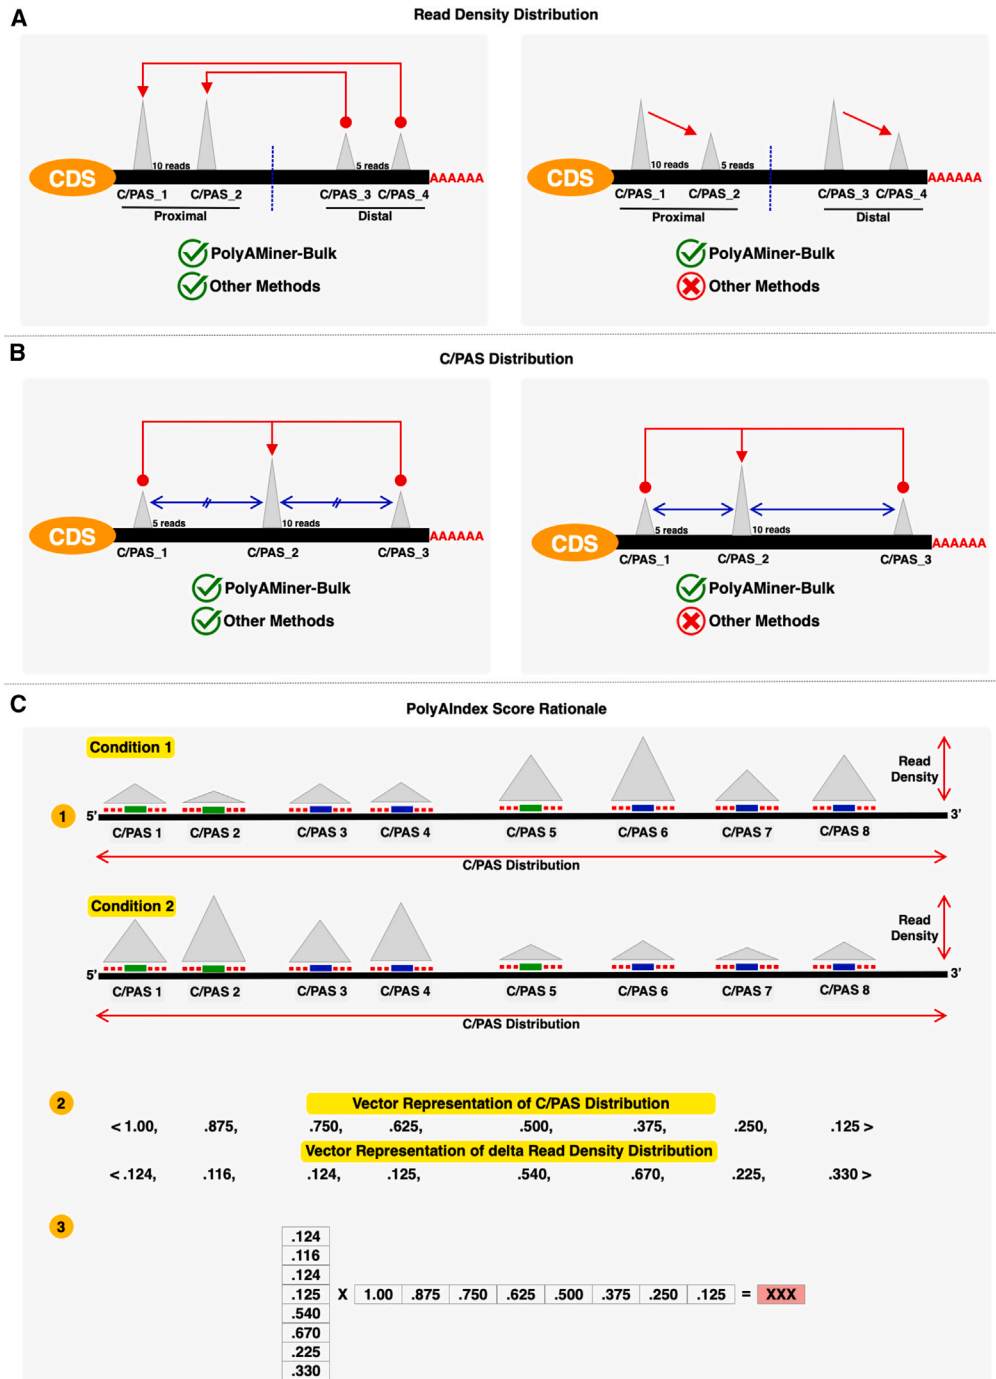 A
Read Density Distribution
CDS
10 reads
5 reads
AAAAAA
C/PAS_1 C/PAS_2 C/PAS_3 C/PAS_4
Proximal Distal
PolyAMiner-Bulk
Other Methods
CDS
10 reads
5 reads
AAAAAA
C/PAS_1 C/PAS_2 C/PAS_3 C/PAS_4
Proximal Distal
PolyAMiner-Bulk
Other Methods
B
C/PAS Distribution
CDS
5 reads
10 reads
AAAAAA
C/PAS_1 C/PAS_2 C/PAS_3
PolyAMiner-Bulk
Other Methods
CDS
5 reads
10 reads
AAAAAA
C/PAS_1 C/PAS_2 C/PAS_3
PolyAMiner-Bulk
Other Methods
C
PolyAIndex Score Rationale
Condition 1
Read
Density
1
5' 3'
C/PAS 1 C/PAS 2 C/PAS 3 C/PAS 4 C/PAS 5 C/PAS 6 C/PAS 7 C/PAS 8
C/PAS Distribution
Condition 2
Read
Density
5' 3'
C/PAS 1 C/PAS 2 C/PAS 3 C/PAS 4 C/PAS 5 C/PAS 6 C/PAS 7 C/PAS 8
C/PAS Distribution
2
Vector Representation of C/PAS Distribution
< 1.00, .875, .750, .625, .500, .375, .250, .125 >
Vector Representation of delta Read Density Distribution
< .124, .116, .124, .125, .540, .670, .225, .330 >
3
.124
.116
.124
.125 X 1.00 .875 .750 .625 .500 .375 .250 .125 = XXX
.540
.670
.225
.330